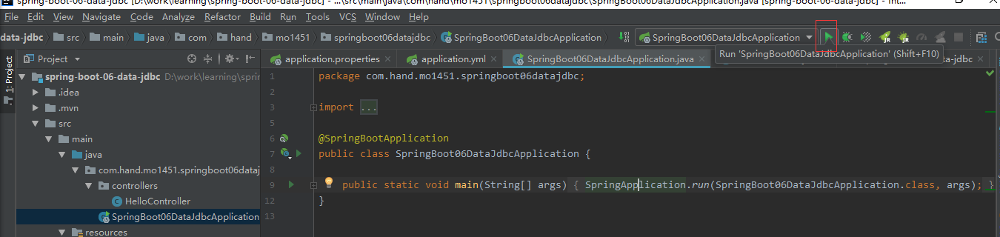 spring-boot-06-data-jdbc [D:\work\learning\spring-boot-06-data-jdbc] - ...\src\main\java\com\hand\mo1451\springboot06datajdbc\SpringBoot06DataJdbcApplication.java [spring-boot-06-data-jdbc] - Int
File Edit View Navigate Code Analyze Refactor Build Run Tools VCS Window Help
data-jdbc src main java com hand mo1451 springboot06datajdbc SpringBoot06DataJdbcApplication SpringBoot06DataJdbcApplication
Project application.properties application.yml SpringBoot06DataJdbcApplication.java
Run 'SpringBoot06DataJdbcApplication' (Shift+F10)
1: Project
spring-boot-06-data-jdbc D:\work\learning\sprin
.idea
.mvn
src
main
java
com.hand.mo1451.springboot06dataj
controllers
HelloController
SpringBoot06DataJdbcApplication
resources
1 package com.hand.mo1451.springboot06datajdbc;
2
3 import ...
5
6 @SpringBootApplication
7 public class SpringBoot06DataJdbcApplication {
8
9 public static void main(String[] args) { SpringApplication.run(SpringBoot06DataJdbcApplication.class, args); }
12 }
13